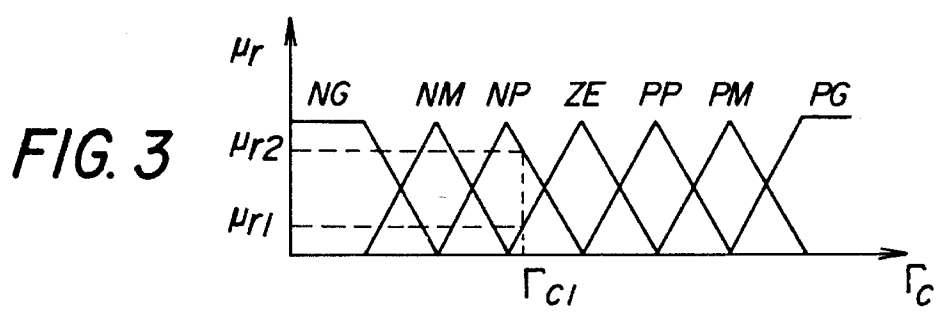 μr
NG NM NP ZE PP PM PG
FIG. 3
μr2
μr1
Γc1
Γc